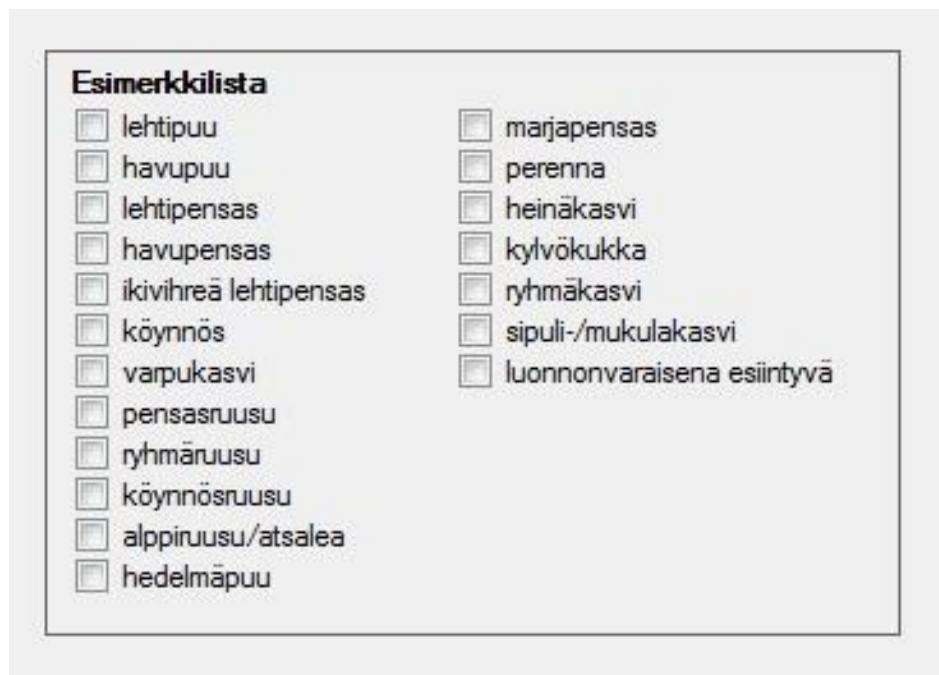 Esimerkkilista
lehtipuu
havupuu
lehtipensas
havupensas
ikivihreä lehtipensas
köynnös
varpukasvi
pensasruusu
ryhmäruusu
köynnösruusu
alppiruusu/atsalea
hedelmäpuu
marjapensas
perenna
heinäkasvi
kylvökukka
ryhmäkasvi
sipuli-/mukulakasvi
luonnonvaraisena esiintyvä